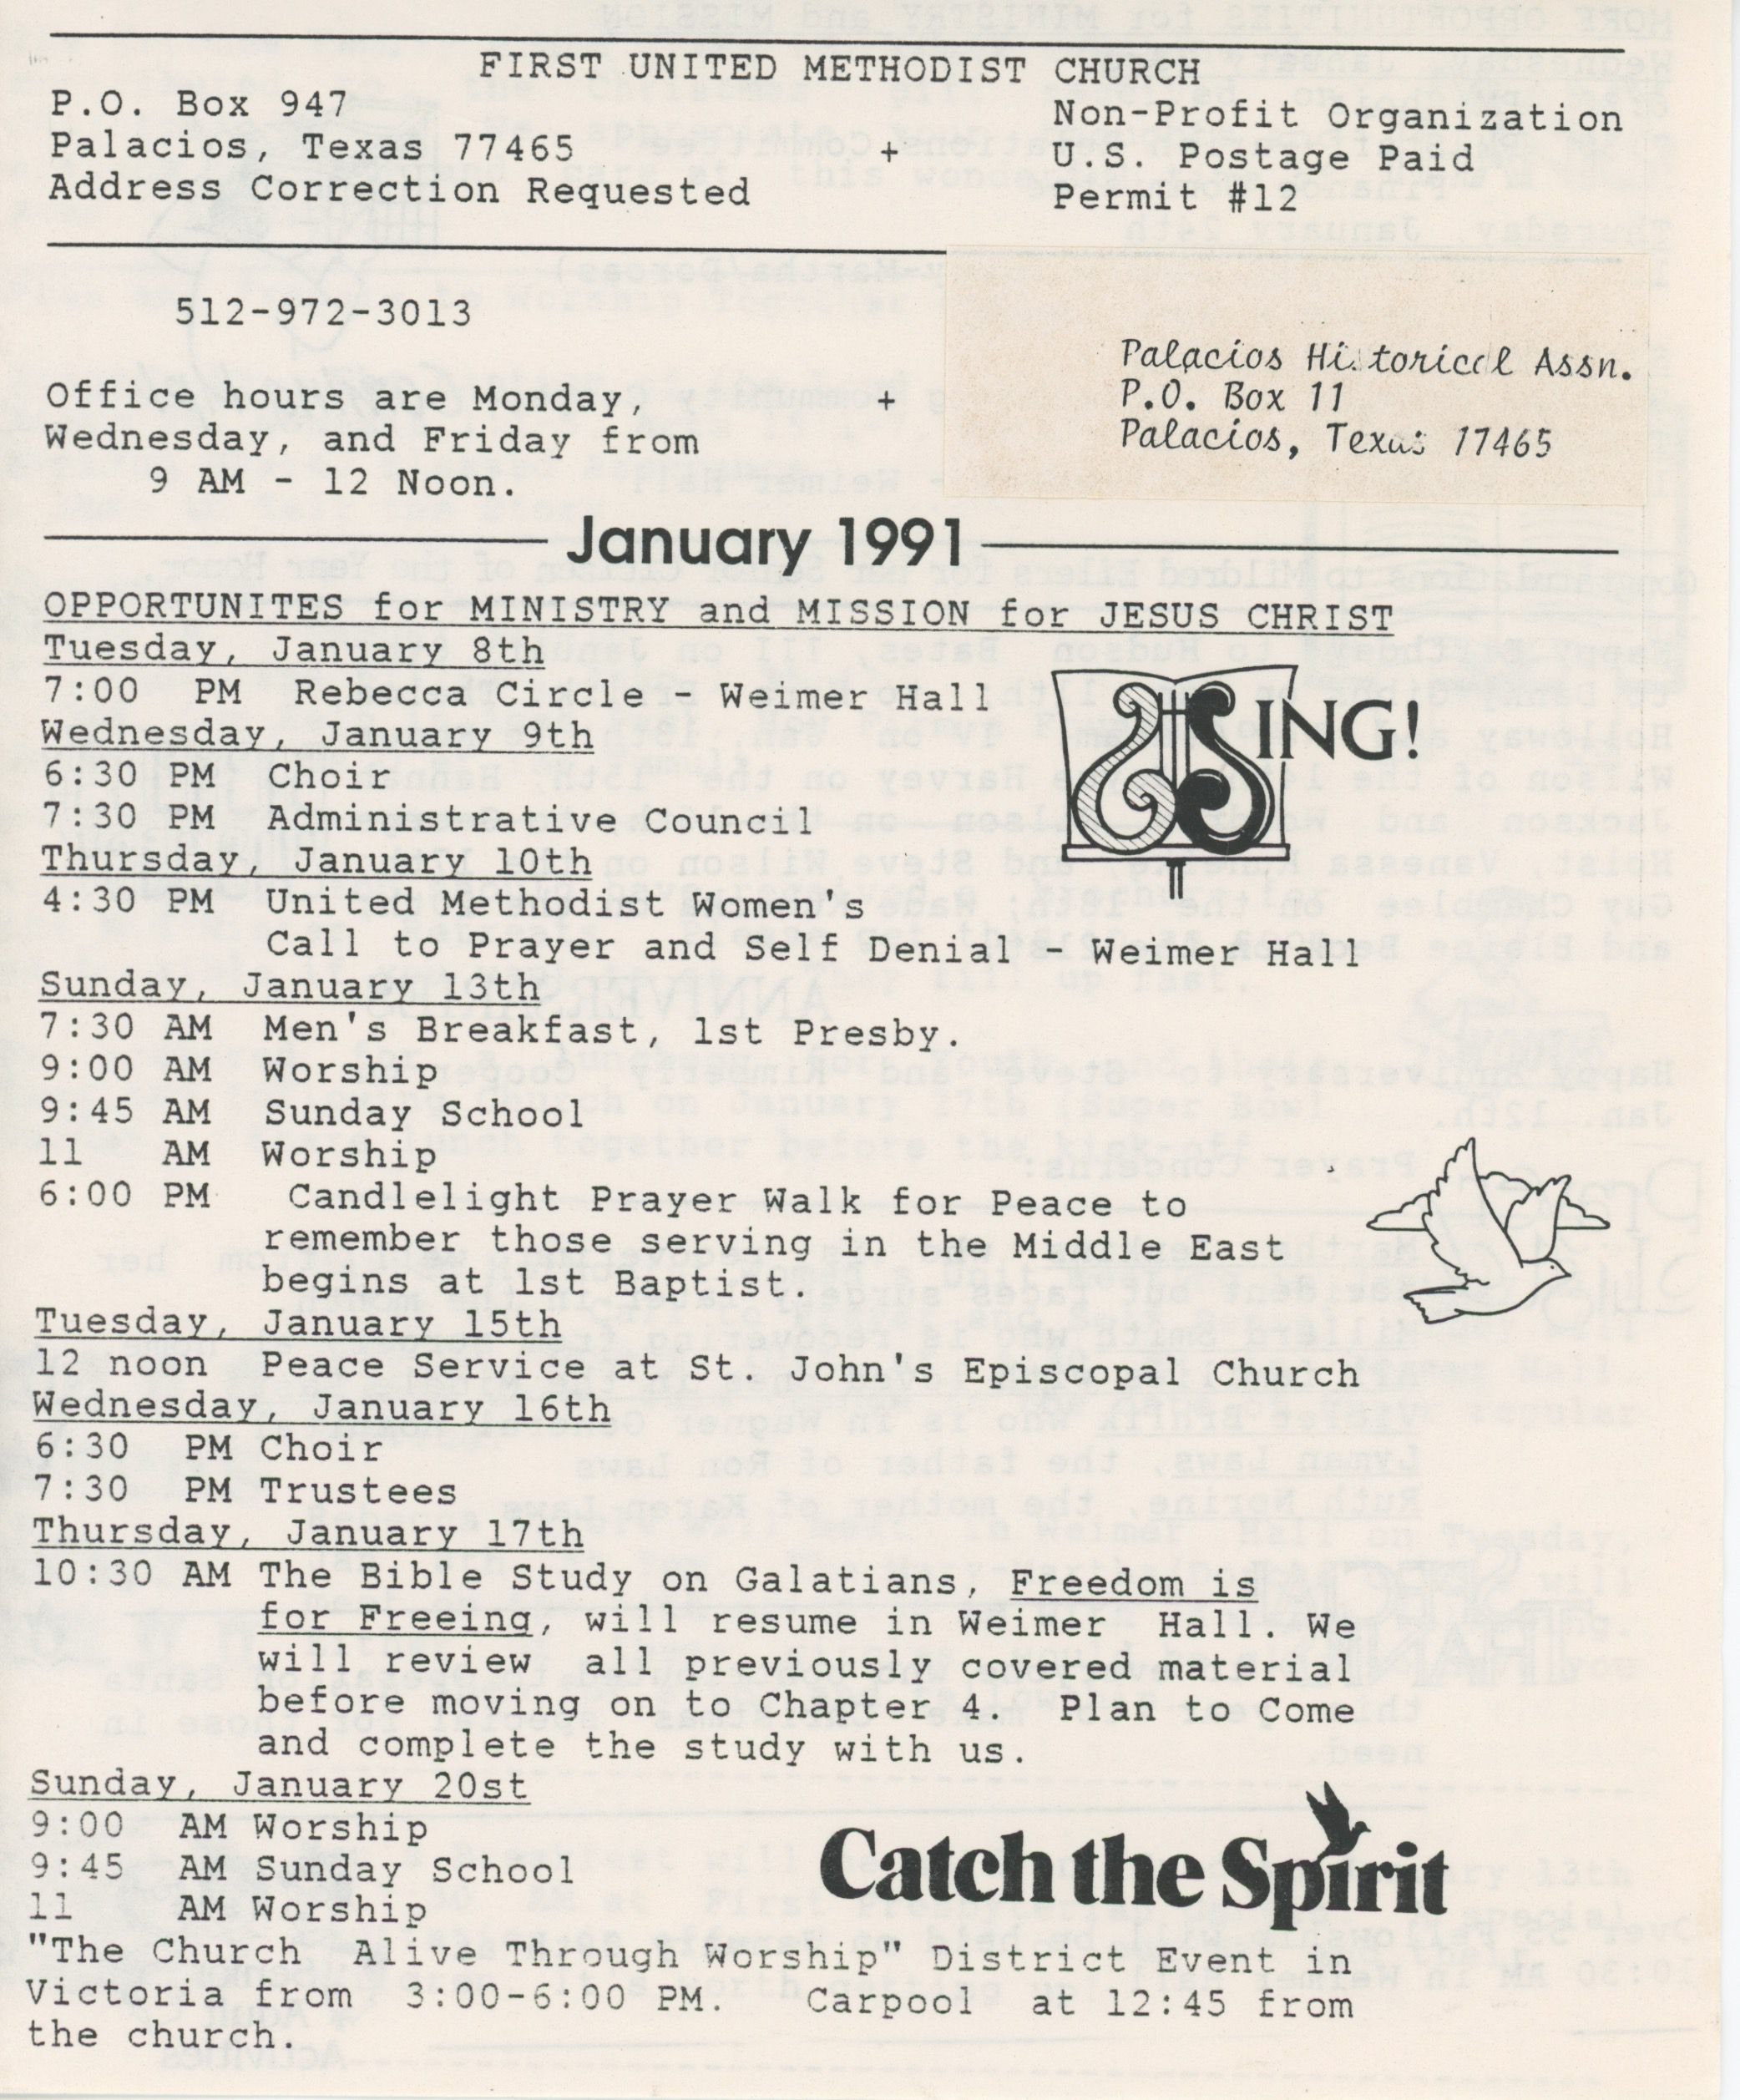 FIRST UNITED METHODIST CHURCH
P.O. Box 947
Palacios, Texas 77465
Address Correction Requested
+
Non-Profit Organization
U.S. Postage Paid
Permit #12
512-972-3013
Office hours are Monday,
Wednesday, and Friday from
9 AM - 12 Noon.
+
Palacios Historical Assn.
P.O. Box 11
Palacios, Texas 17465
January 1991
OPPORTUNITES for MINISTRY and MISSION for JESUS CHRIST
Tuesday, January 8th
7:00 PM Rebecca Circle - Weimer Hall
SING!
Wednesday, January 9th
6:30 PM Choir
7:30 PM Administrative Council
Thursday, January 10th
4:30 PM United Methodist Women's
Call to Prayer and Self Denial - Weimer Hall
Sunday, January 13th
7:30 AM Men's Breakfast, 1st Presby.
9:00 AM Worship
9:45 AM Sunday School
11 AM Worship
6:00 PM Candlelight Prayer Walk for Peace to
remember those serving in the Middle East
begins at 1st Baptist.
Tuesday, January 15th
12 noon Peace Service at St. John's Episcopal Church
Wednesday, January 16th
6:30 PM Choir
7:30 PM Trustees
Thursday, January 17th
10:30 AM The Bible Study on Galatians, Freedom is
for Freeing, will resume in Weimer Hall. We
will review all previously covered material
before moving on to Chapter 4. Plan to Come
and complete the study with us.
Sunday, January 20st
9:00 AM Worship
9:45 AM Sunday School
11 AM Worship
Catch the Spirit
"The Church Alive Through Worship" District Event in
Victoria from 3:00-6:00 PM. Carpool at 12:45 from
the church.